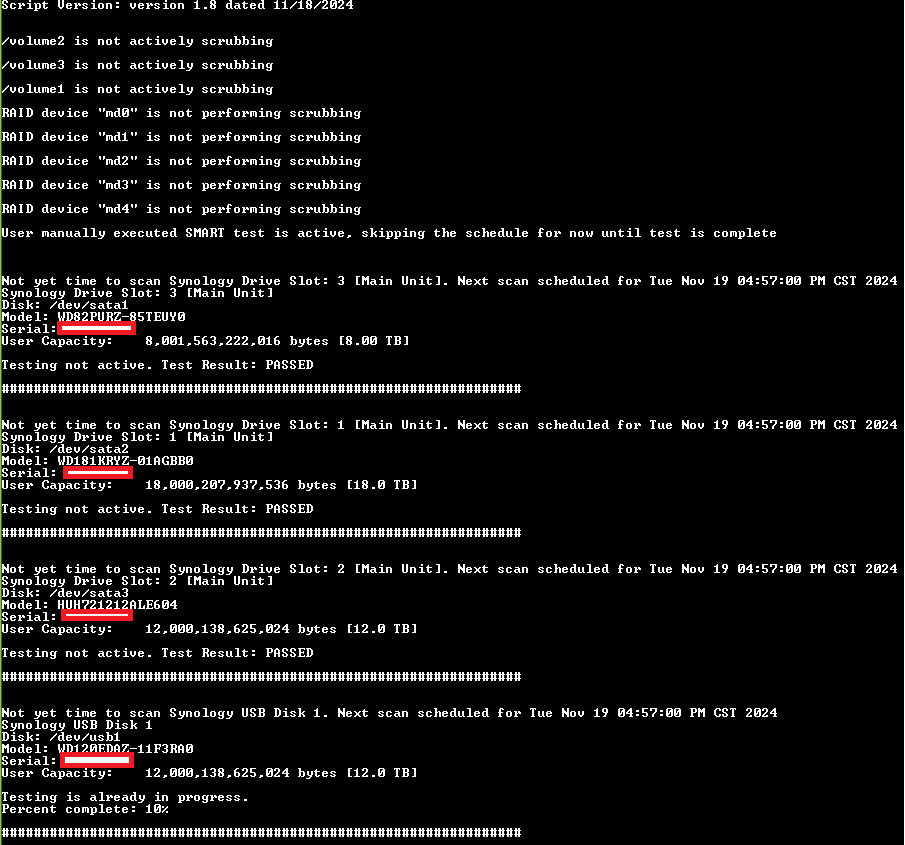 Script Version: version 1.8 dated 11/18/2024
/volume2 is not actively scrubbing
/volume3 is not actively scrubbing
/volume1 is not actively scrubbing
RAID device "md0" is not performing scrubbing
RAID device "md1" is not performing scrubbing
RAID device "md2" is not performing scrubbing
RAID device "md3" is not performing scrubbing
RAID device "md4" is not performing scrubbing
User manually executed SMART test is active, skipping the schedule for now until test is complete
Not yet time to scan Synology Drive Slot: 3 [Main Unit]. Next scan scheduled for Tue Nov 19 04:57:00 PM CST 2024
Synology Drive Slot: 3 [Main Unit]
Disk: /dev/sata1
Model: WD82PURZ-85TEUY0
Serial:
User Capacity:    8,001,563,222,016 bytes [8.00 TB]
Testing not active. Test Result: PASSED
#################################################################
Not yet time to scan Synology Drive Slot: 1 [Main Unit]. Next scan scheduled for Tue Nov 19 04:57:00 PM CST 2024
Synology Drive Slot: 1 [Main Unit]
Disk: /dev/sata2
Model: WD181KRYZ-01AGBB0
Serial:
User Capacity:    18,000,207,937,536 bytes [18.0 TB]
Testing not active. Test Result: PASSED
#################################################################
Not yet time to scan Synology Drive Slot: 2 [Main Unit]. Next scan scheduled for Tue Nov 19 04:57:00 PM CST 2024
Synology Drive Slot: 2 [Main Unit]
Disk: /dev/sata3
Model: HUH721212ALE604
Serial:
User Capacity:    12,000,138,625,024 bytes [12.0 TB]
Testing not active. Test Result: PASSED
#################################################################
Not yet time to scan Synology USB Disk 1. Next scan scheduled for Tue Nov 19 04:57:00 PM CST 2024
Synology USB Disk 1
Disk: /dev/usb1
Model: WD120EDAZ-11F3RA0
Serial:
User Capacity:    12,000,138,625,024 bytes [12.0 TB]
Testing is already in progress.
Percent complete: 10%
#################################################################